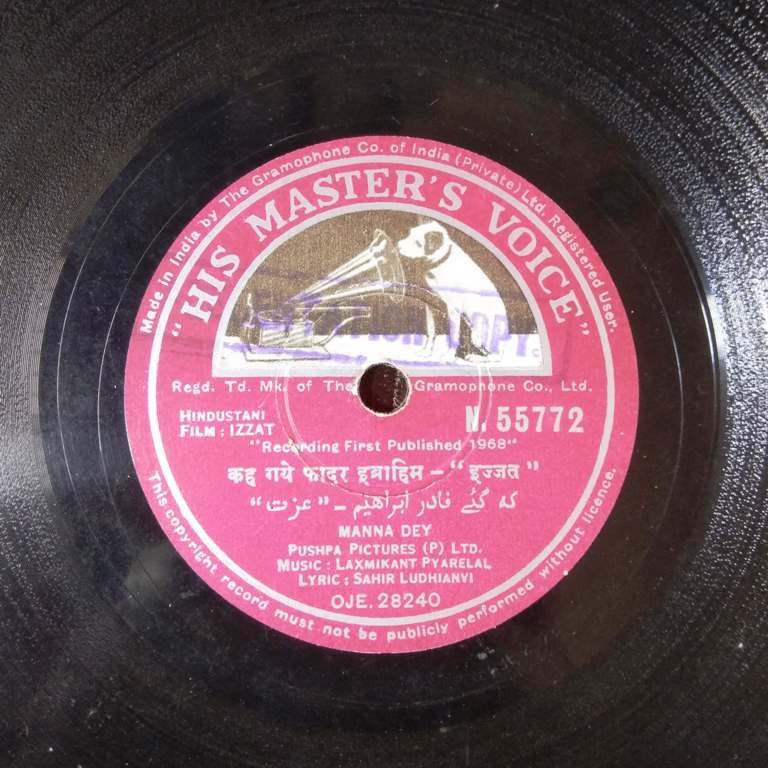 Made in India by The Gramophone Co. of India (Private) Ltd. Registered User.
"HIS MASTER'S VOICE"
COPY.
Regd. Td. Mk. of The Gramophone Co., Ltd.
HINDUSTANI
FILM : IZZAT
N. 55772
"Recording First Published 1968"
कह गये फादर इब्राहिम - "इज्जत"
کہ گئے فادر ابراھیم - "عزت"
MANNA DEY
PUSHPA PICTURES (P) LTD.
MUSIC : LAXMIKANT PYARELAL
LYRIC : SAHIR LUDHIANVI
OJE. 28240
This copyright record must not be publicly performed without licence.